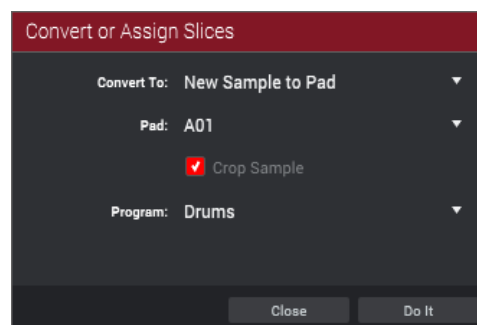 Convert or Assign Slices
Convert To: New Sample to Pad
Pad: A01
Crop Sample
Program: Drums
Close Do It